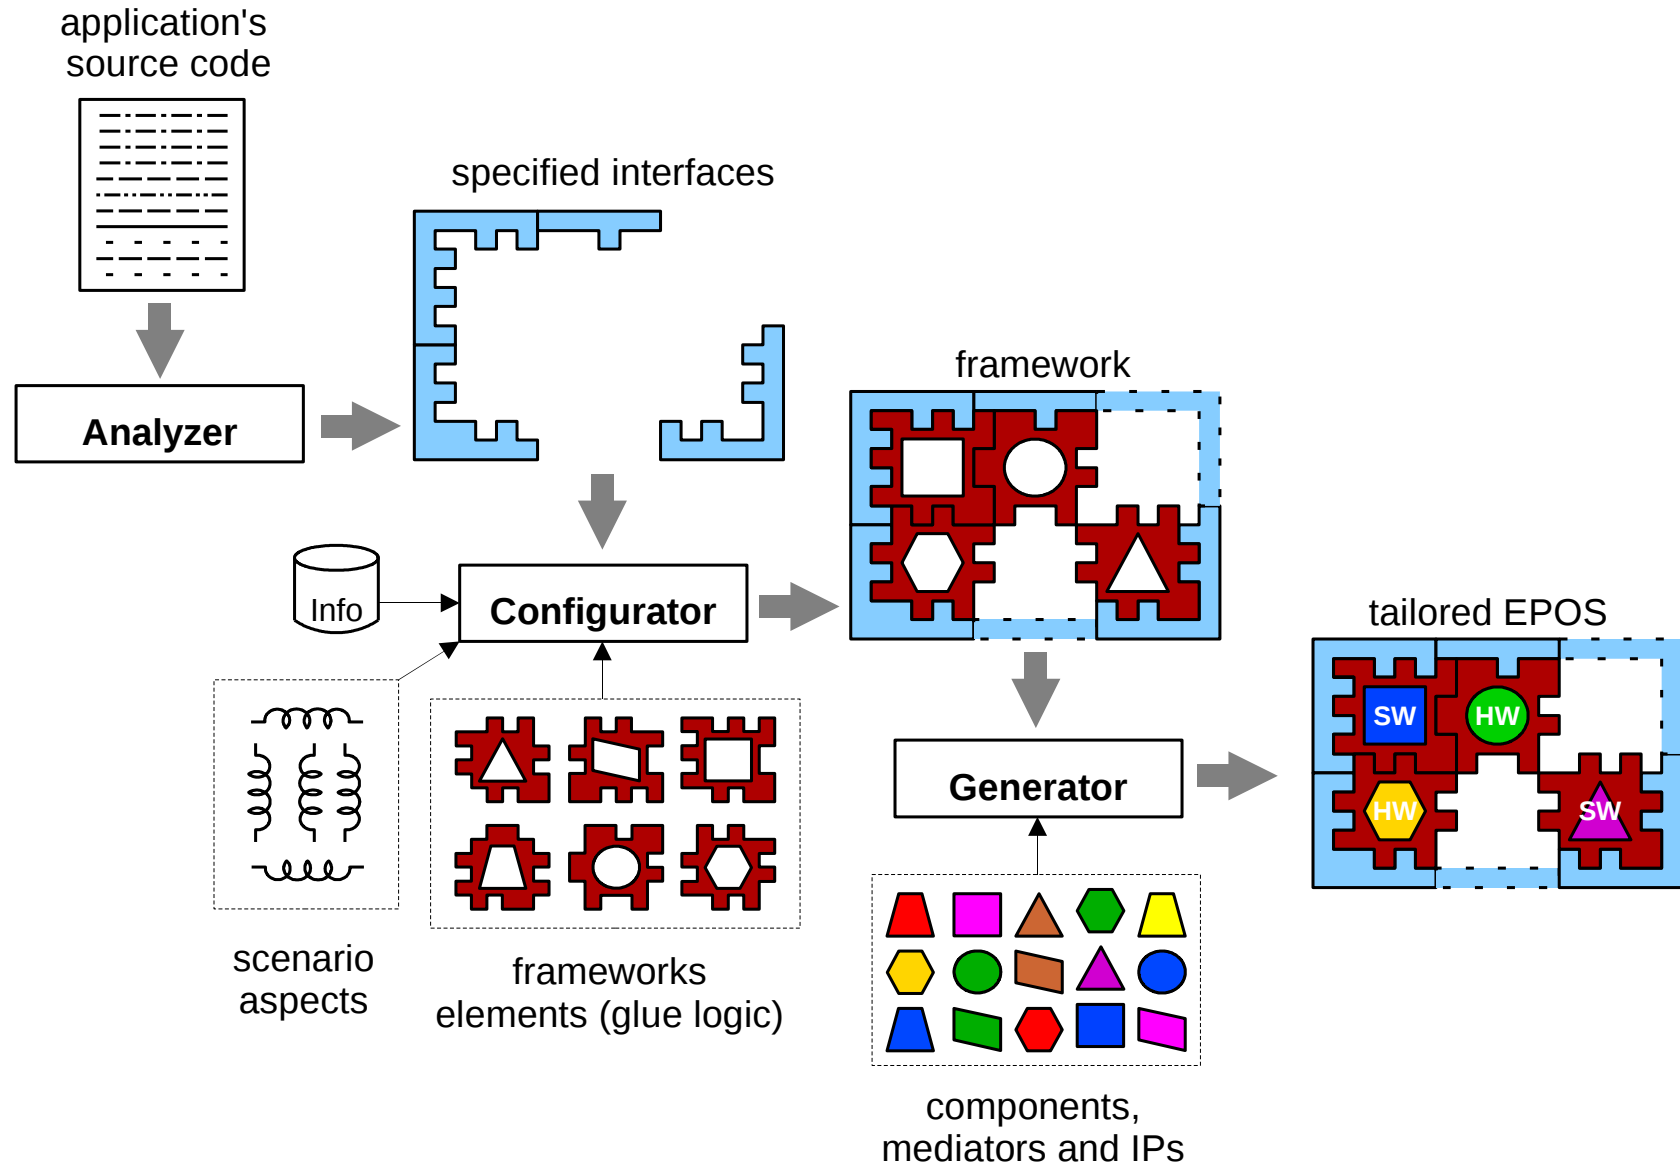 application's
source code
specified interfaces
Analyzer
framework
Info
Configurator
tailored EPOS
SW
HW
Generator
HW
SW
scenario
aspects
frameworks
elements (glue logic)
components,
mediators and IPs